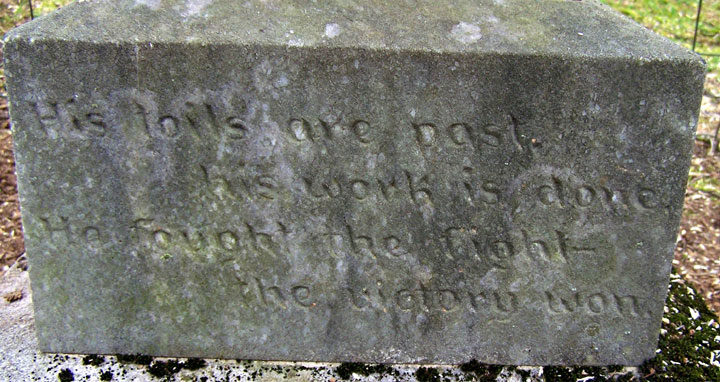 His toils are past,
his work is done,
He fought the fight–
the victory won.